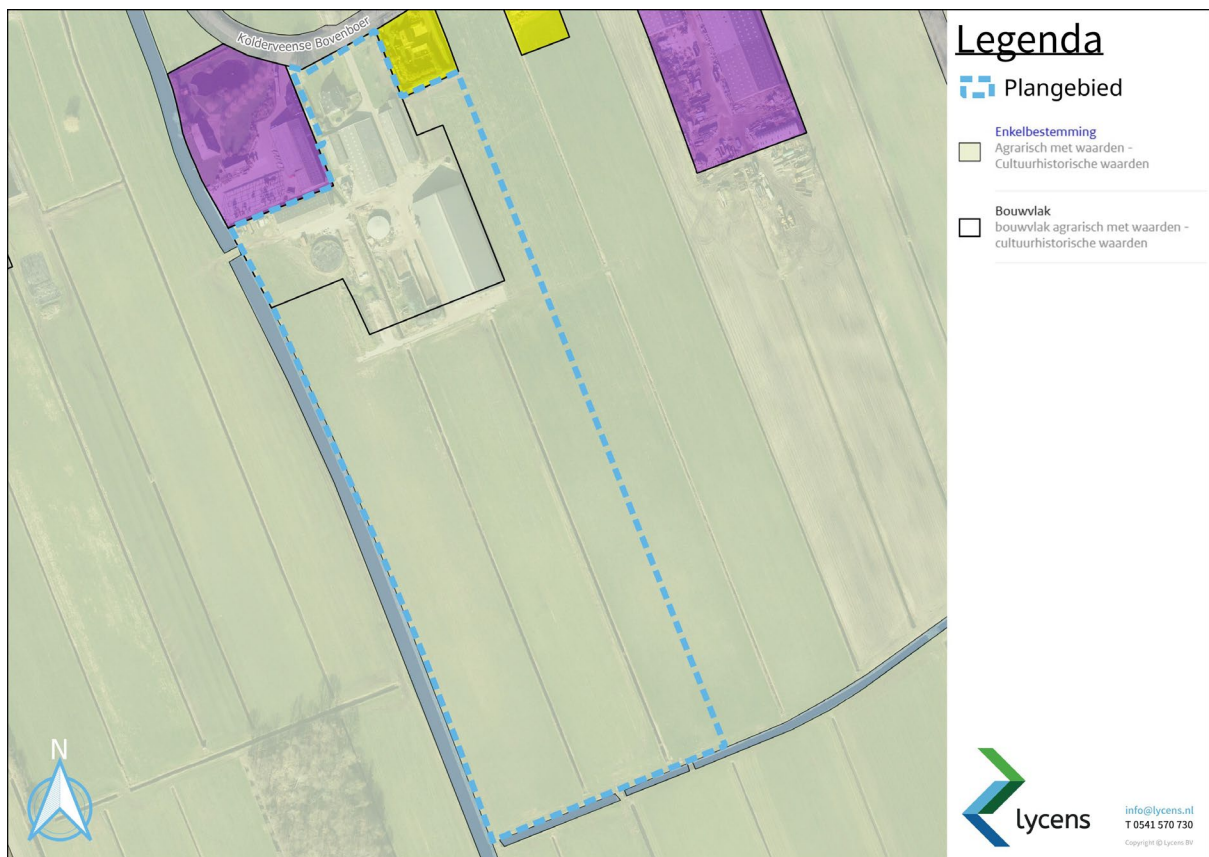 Kolderveense Bovenboer
Legenda
Plangebied
Enkelbestemming
Agrarisch met waarden -
Cultuurhistorische waarden
Bouwvlak
bouwvlak agrarisch met waarden -
cultuurhistorische waarden
N
lycens
info@lycens.nl
T 0541 570 730
Copyright © Lycens BV